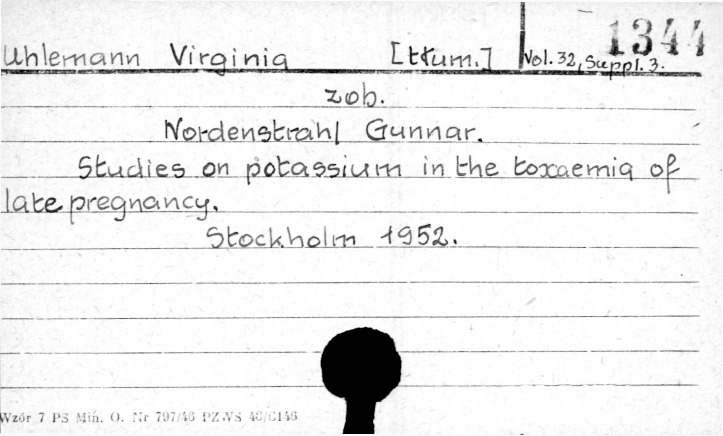 1344
Uhlemann Virginia [tłum.] Vol. 32, Suppl. 3.
zob.
Nordenstrahl Gunnar.
Studies on potassium in the toxaemia of
late pregnancy.
Stockholm 1952.
Wzór 7 PS Min. O. Nr 797/46 PZWS 46/C146